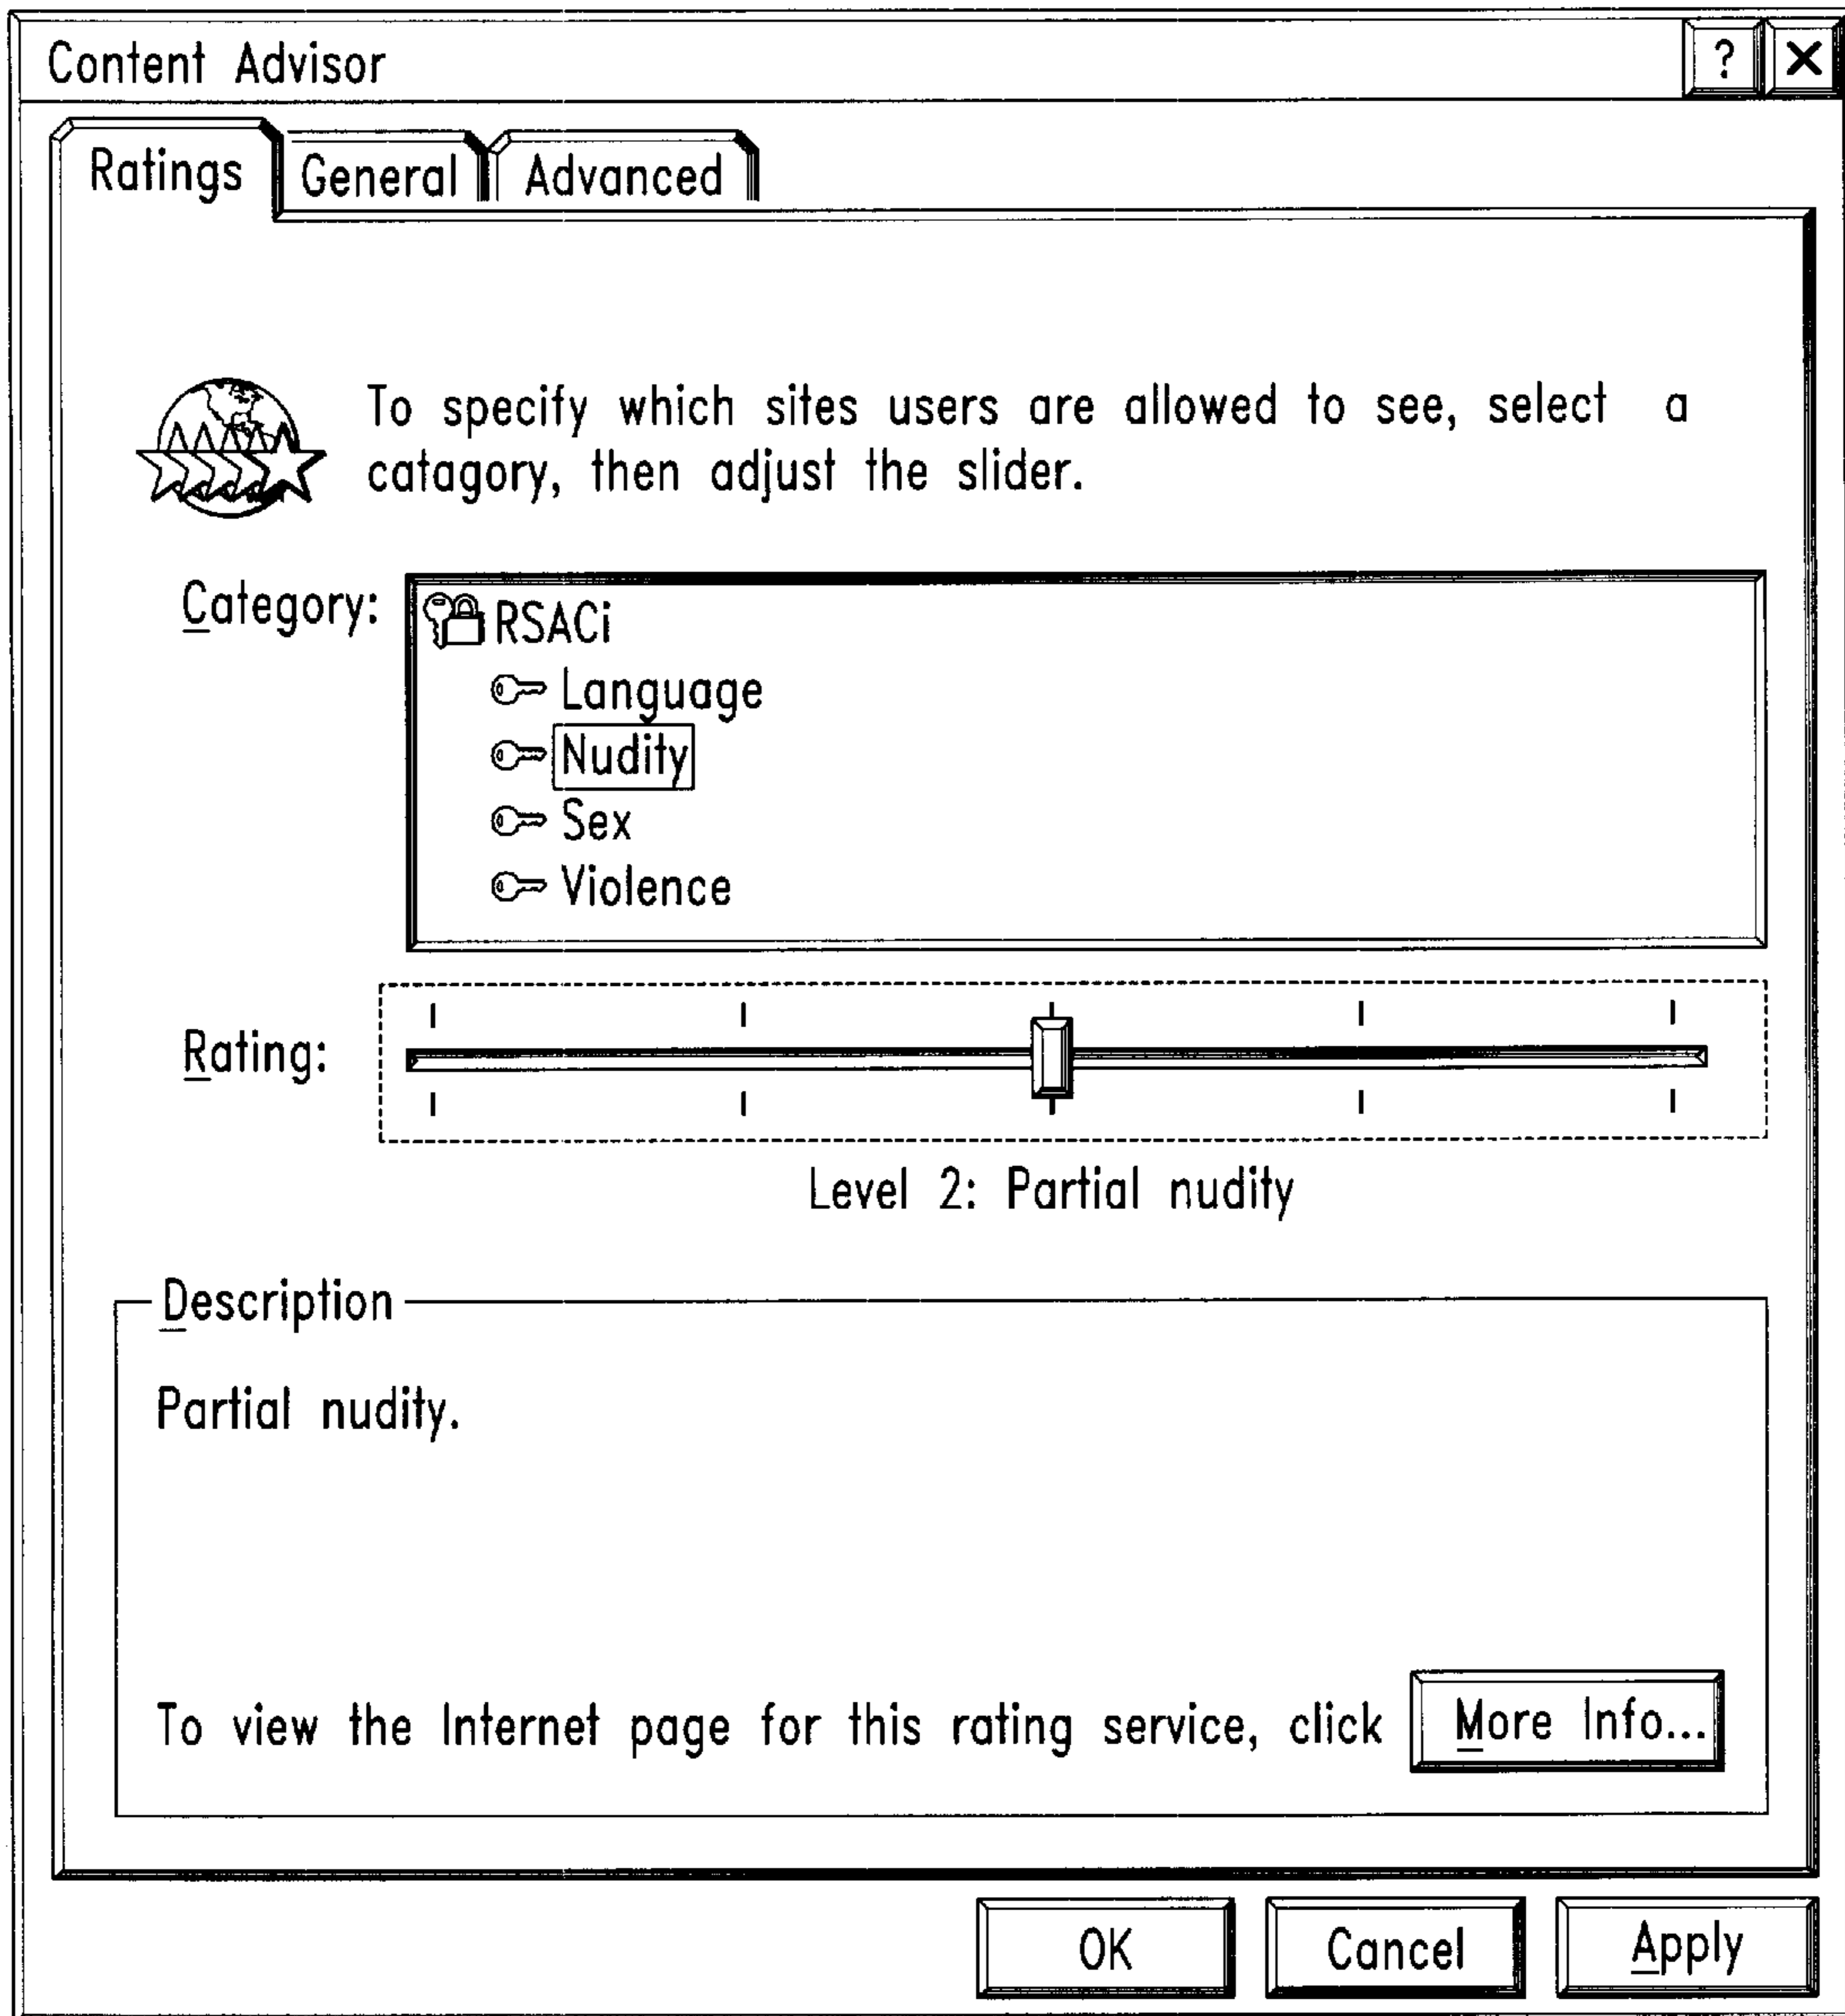 Content Advisor ? X
Ratings General Advanced
To specify which sites users are allowed to see, select a
catagory, then adjust the slider.
Category:
RSACi
Language
Nudity
Sex
Violence
Rating:
Level 2: Partial nudity
Description
Partial nudity.
To view the Internet page for this rating service, click More Info...
OK Cancel Apply